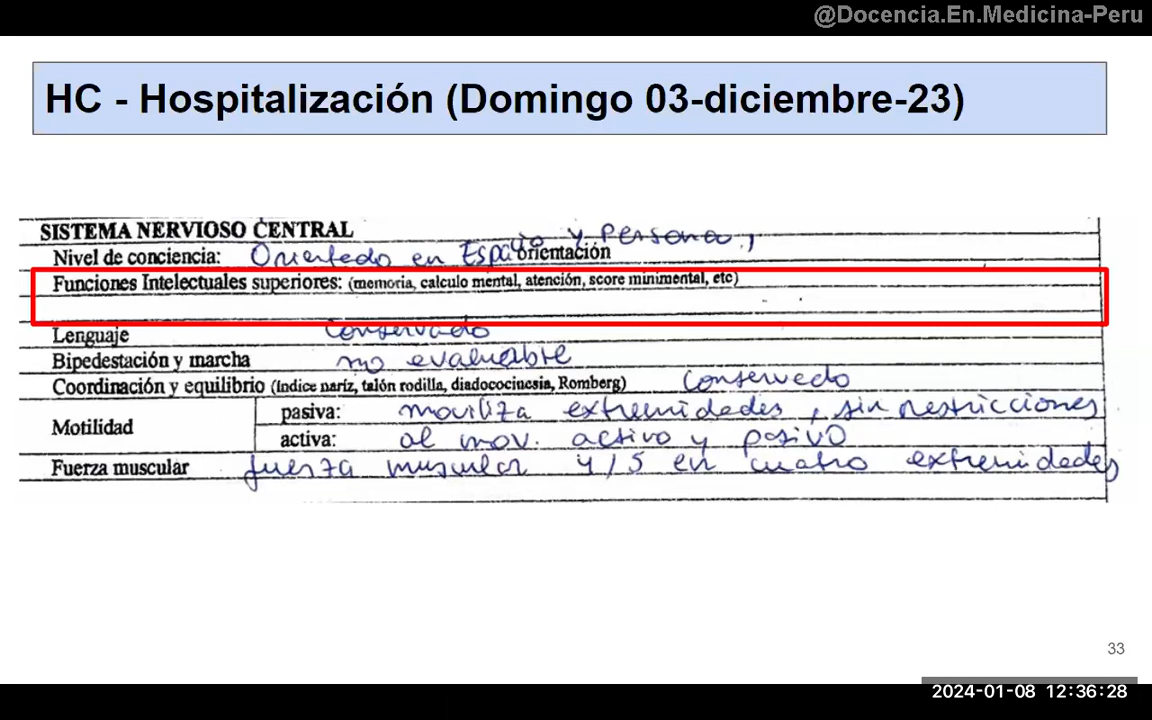 @Docencia.En.Medicina-Peru
HC - Hospitalización (Domingo 03-diciembre-23)
SISTEMA NERVIOSO CENTRAL
Nivel de conciencia: Orientado en Espacio y Persona, orientación
Funciones Intelectuales superiores: (memoria, calculo mental, atención, score minimental, etc)
Lenguaje conservado
Bipedestación y marcha no evaluable
Coordinación y equilibrio (índice nariz, talón rodilla, diadococinesia, Romberg) conservado
Motilidad
pasiva: moviliza extremidades, sin restricciones
activa: al mov. activo y pasivo
Fuerza muscular fuerza muscular 4/5 en cuatro extremidades
33
2024-01-08 12:36:28